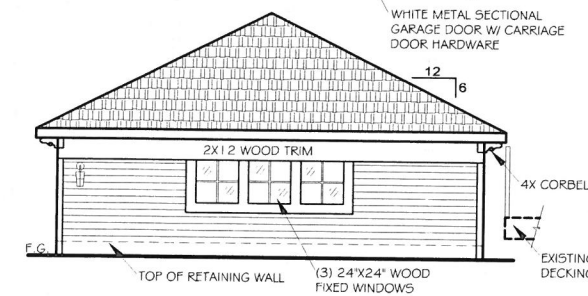 WHITE METAL SECTIONAL
GARAGE DOOR W/ CARRIAGE
DOOR HARDWARE
12
6
2X12 WOOD TRIM
4X CORBEL
F.G.
TOP OF RETAINING WALL
(3) 24"X24" WOOD
FIXED WINDOWS
EXISTING
DECKING